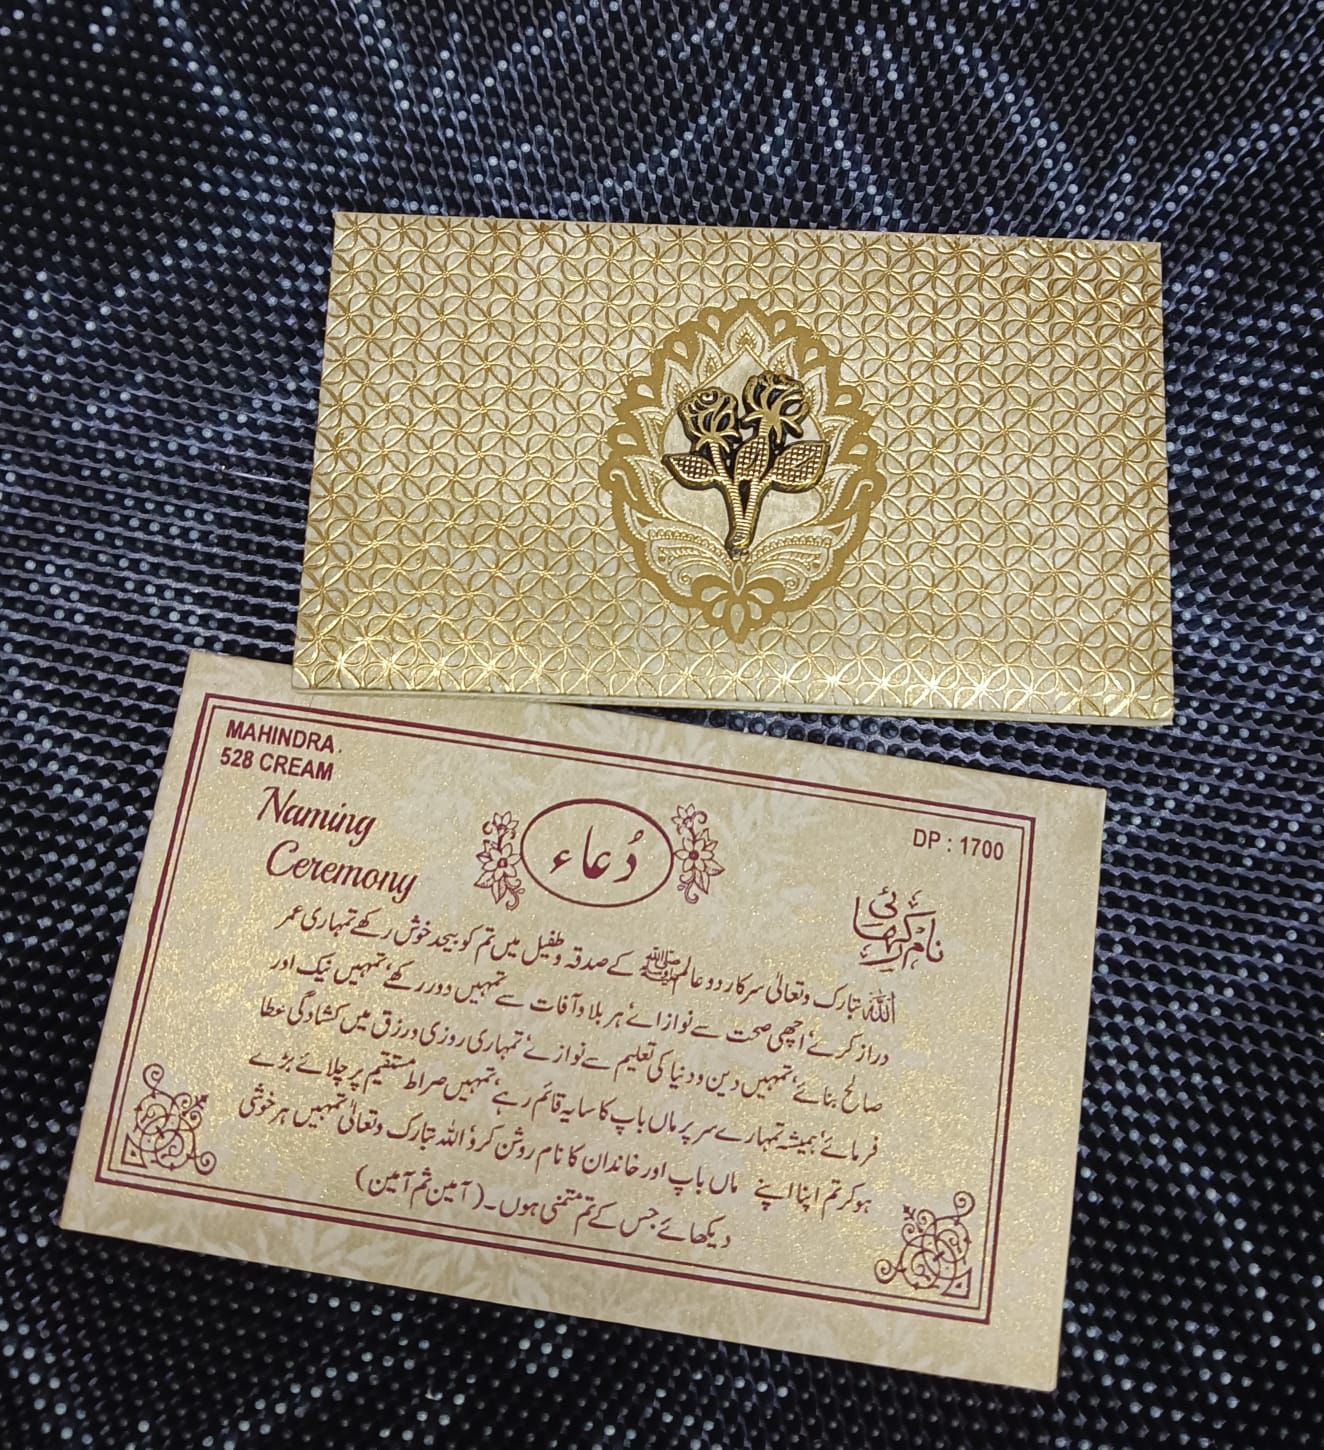 MAHINDRA.
528 CREAM
DP : 1700
Naming
Ceremony
دُعاء
نام رکھائی
اللہ تبارک وتعالیٰ سرکار دو عالم ﷺ کے صدقہ وطفیل میں تم کو بیحد خوش رکھے تمہاری عمر
دراز کرے، اچھی صحت سے نوازائے ہر بلا وآفات سے تمہیں دور رکھے، تمہیں نیک اور
صالح بنائے، تمہیں دین ودنیا کی تعلیم سے نوازے، تمہاری روزی ورزق میں کشادگی عطا
فرمائے، ہمیشہ تمہارے سر پر ماں باپ کا سایہ قائم رہے، تمہیں صراط مستقیم پر چلائے بڑے
ہوکر تم اپنا اپنے ماں باپ اور خاندان کا نام روشن کرو، اللہ تبارک وتعالیٰ تمہیں ہر خوشی
دیکھائے جس کے تم متمنی ہوں۔ (آمین ثم آمین)